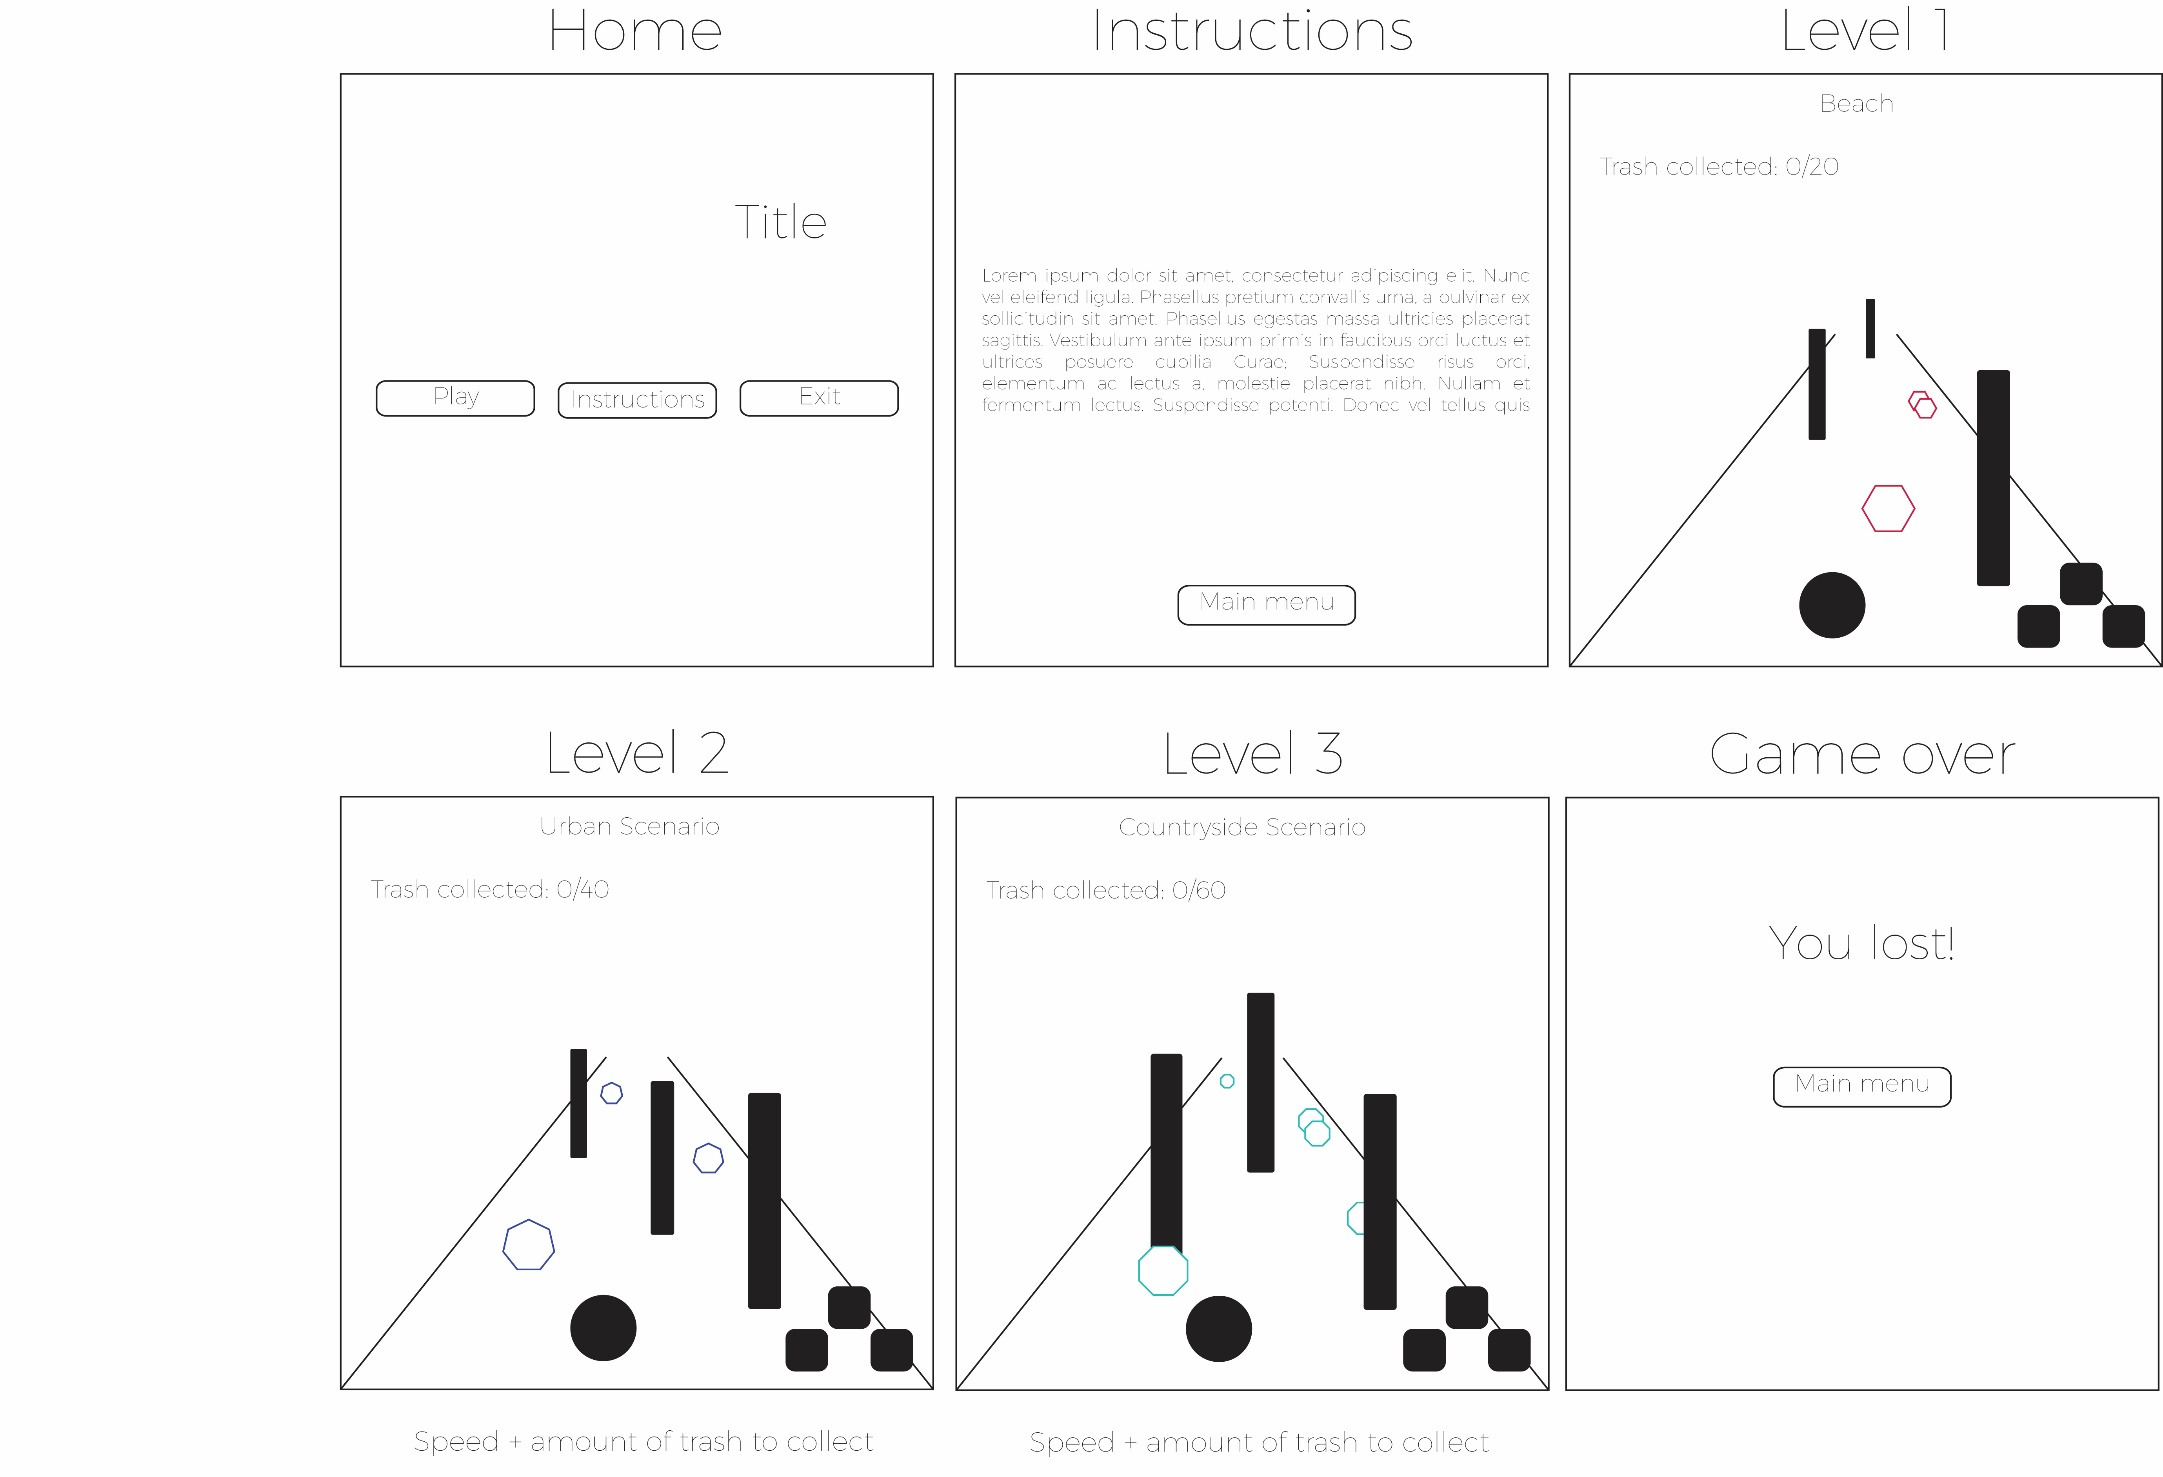 Home
Instructions
Level 1
Title
Play
Instructions
Exit
Lorem ipsum dolor sit amet, consectetur adipiscing elit. Nunc
vel eleifend ligula. Phasellus pretium convallis urna, a pulvinar ex
sollicitudin sit amet. Phasellus egestas massa ultricies placerat
sagittis. Vestibulum ante ipsum primis in faucibus orci luctus et
ultrices posuere cubilia Curae; Suspendisse risus orci,
elementum ac lectus a, molestie placerat nibh. Nullam et
fermentum lectus. Suspendisse potenti. Donec vel tellus quis
Main menu
Beach
Trash collected: 0/20
Level 2
Level 3
Game over
Urban Scenario
Trash collected: 0/40
Countryside Scenario
Trash collected: 0/60
You lost!
Main menu
Speed + amount of trash to collect
Speed + amount of trash to collect